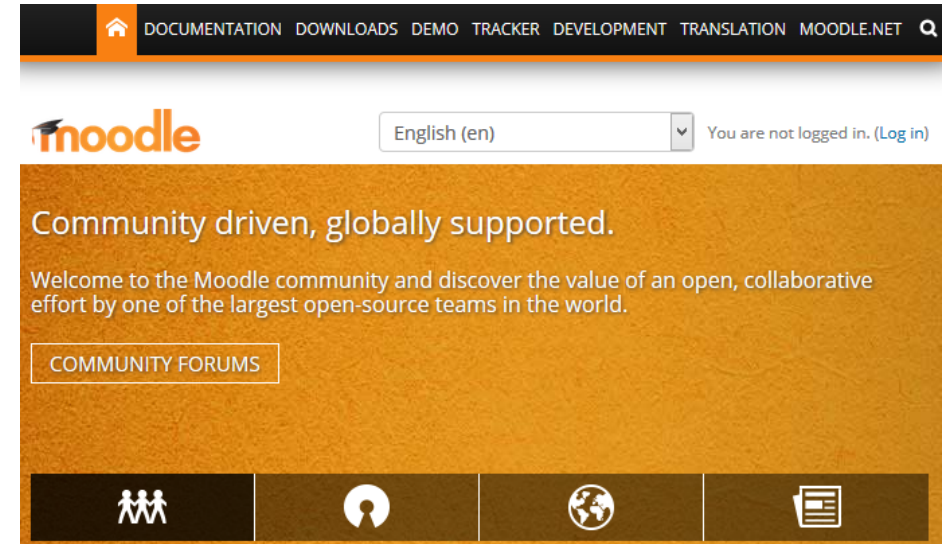 DOCUMENTATION DOWNLOADS DEMO TRACKER DEVELOPMENT TRANSLATION MOODLE.NET
moodle
English (en)
You are not logged in. (Log in)
Community driven, globally supported.
Welcome to the Moodle community and discover the value of an open, collaborative
effort by one of the largest open-source teams in the world.
COMMUNITY FORUMS